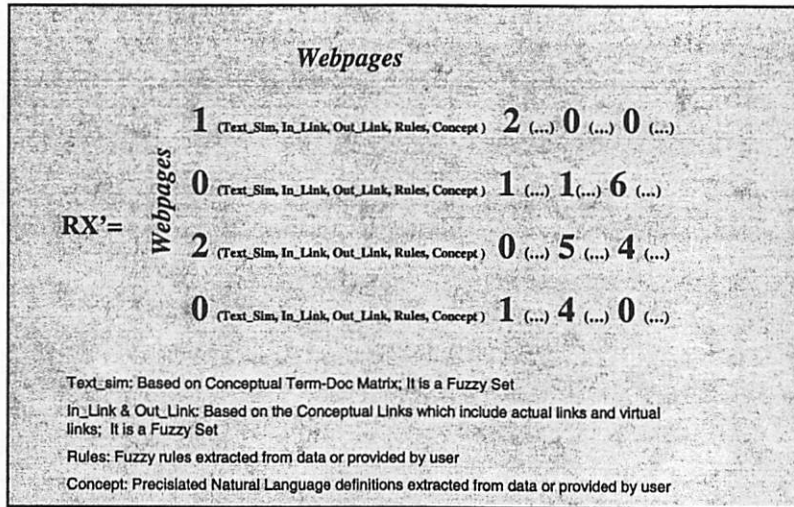 Webpages
1 (Text_Sim, In_Link, Out_Link, Rules, Concept ) 2 (...) 0 (...) 0 (...)
0 (Text_Sim, In_Link, Out_Link, Rules, Concept ) 1 (...) 1(...) 6 (...)
RX’=
Webpages
2 (Text_Sim, In_Link, Out_Link, Rules, Concept ) 0 (...) 5 (...) 4 (...)
0 (Text_Sim, In_Link, Out_Link, Rules, Concept ) 1 (...) 4 (...) 0 (...)
Text_sim: Based on Conceptual Term-Doc Matrix; It is a Fuzzy Set
In_Link & Out_Link: Based on the Conceptual Links which include actual links and virtual
links; It is a Fuzzy Set
Rules: Fuzzy rules extracted from data or provided by user
Concept: Precisiated Natural Language definitions extracted from data or provided by user